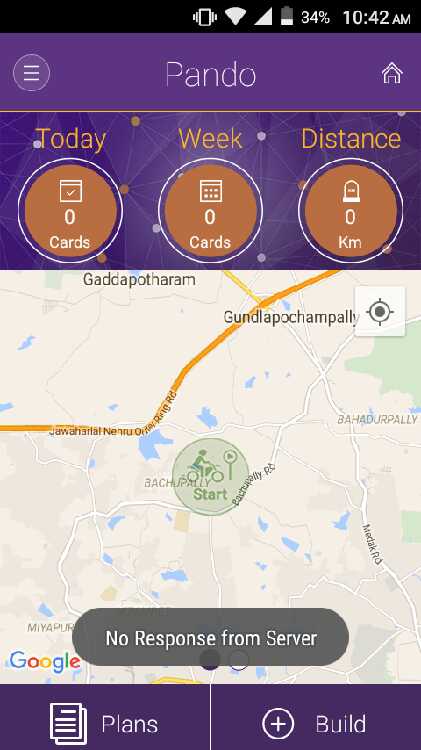 34% 10:42 AM
Pando
Today Week Distance
0 0 0
Cards Cards Km
Gaddapotharam
Gundlapochampally
BAHADURPALLY
Jawaharlal Nehru Outer Ring Rd
BACHUPALLY
Start
Bachupally Rd
Medak Rd
MIYAPUR
No Response from Server
Google
Plans Build